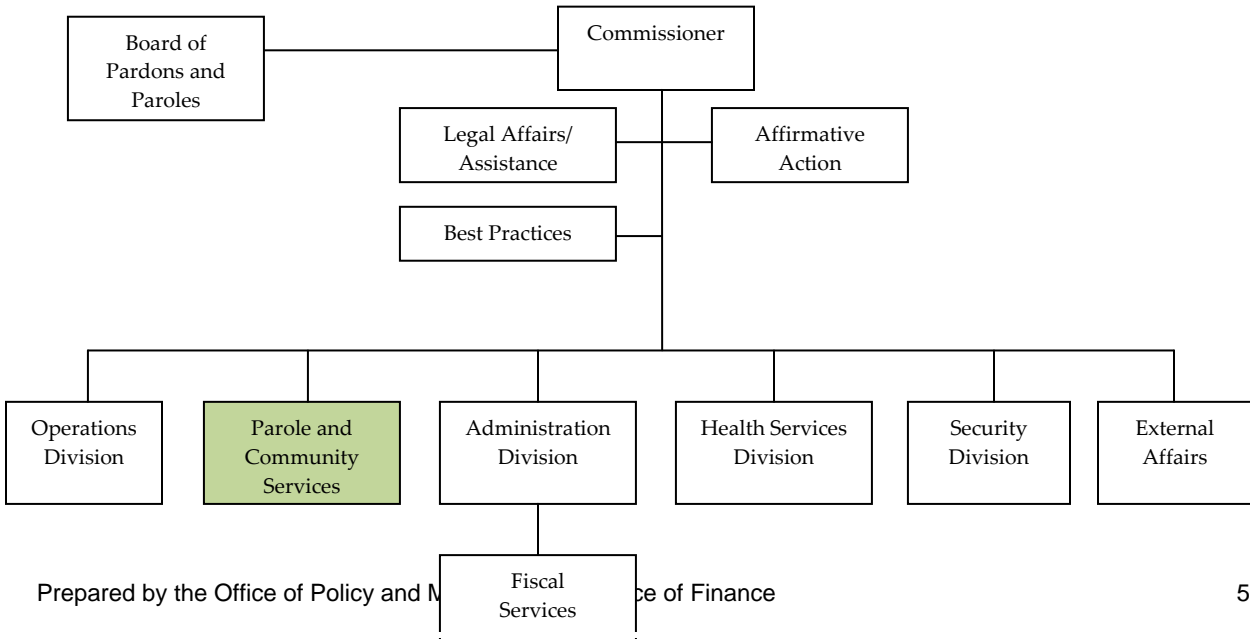 Board of
Pardons and
Paroles
Commissioner
Legal Affairs/
Assistance
Affirmative
Action
Best Practices
Operations
Division
Parole and
Community
Services
Administration
Division
Health Services
Division
Security
Division
External
Affairs
Fiscal
Services
Prepared by the Office of Policy and
of Finance
5